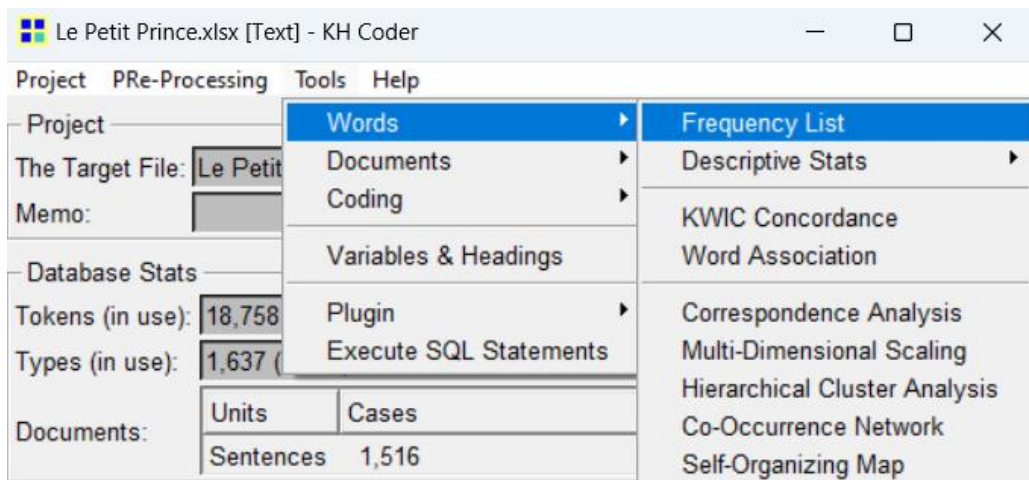 Le Petit Prince.xlsx [Text] - KH Coder
Project PRe-Processing Tools Help
Project
The Target File: Le Petit
Memo:
Database Stats
Tokens (in use): 18,758
Types (in use): 1,637 (
Documents:
Units Cases
Sentences 1,516
Words
Documents
Coding
Variables & Headings
Plugin
Execute SQL Statements
Frequency List
Descriptive Stats
KWIC Concordance
Word Association
Correspondence Analysis
Multi-Dimensional Scaling
Hierarchical Cluster Analysis
Co-Occurrence Network
Self-Organizing Map